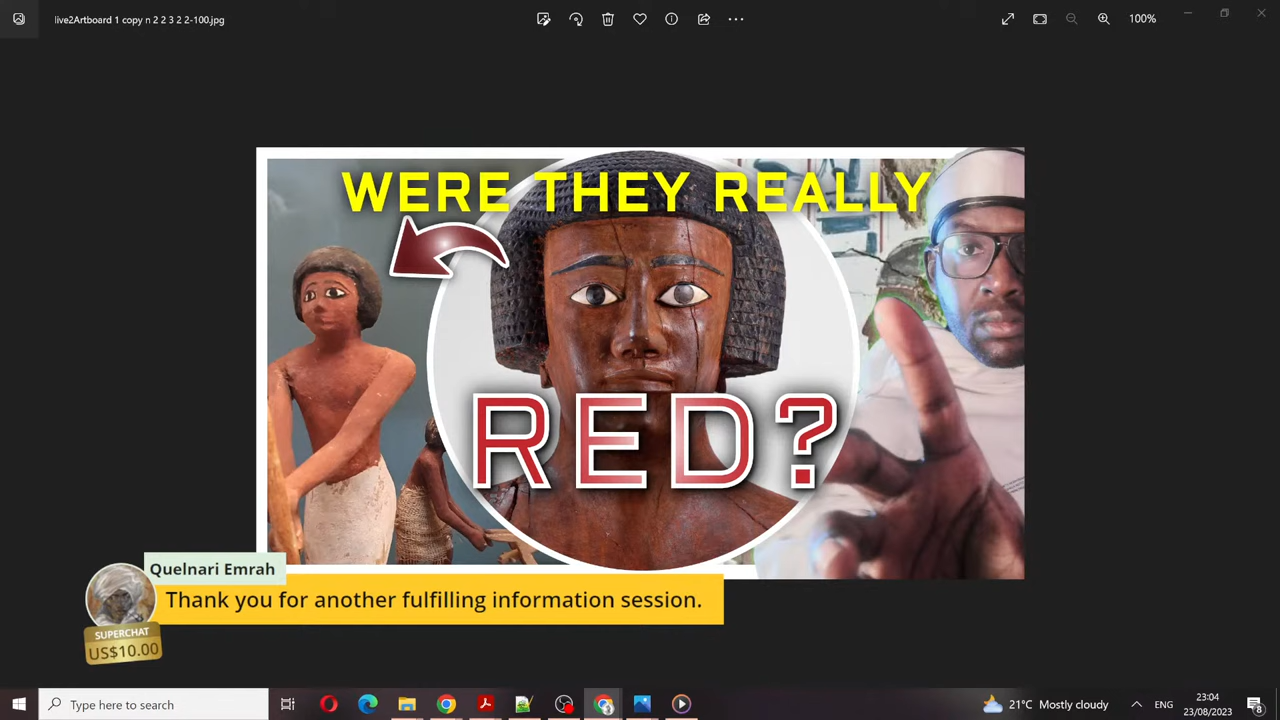 live2Artboard 1 copy n 2 2 3 2 2-100.jpg
100%
WERE THEY REALLY
RED?
Quelnari Emrah
Thank you for another fulfilling information session.
SUPERCHAT
US$10.00
Type here to search
21°C Mostly cloudy
ENG
23:04
23/08/2023
8